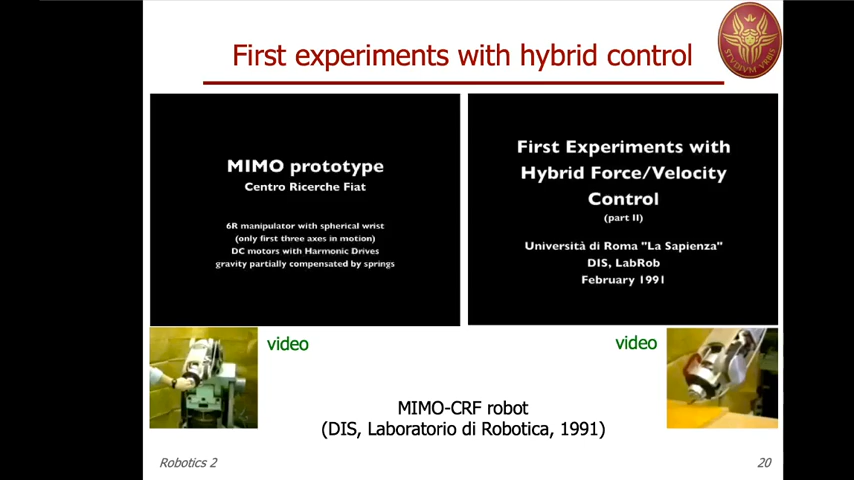 First experiments with hybrid control
STVDIVM VRBIS
MIMO prototype
Centro Ricerche Fiat
6R manipulator with spherical wrist
(only first three axes in motion)
DC motors with Harmonic Drives
gravity partially compensated by springs
First Experiments with
Hybrid Force/Velocity
Control
(part II)
Università di Roma "La Sapienza"
DIS, LabRob
February 1991
video
video
MIMO-CRF robot
(DIS, Laboratorio di Robotica, 1991)
Robotics 2
20